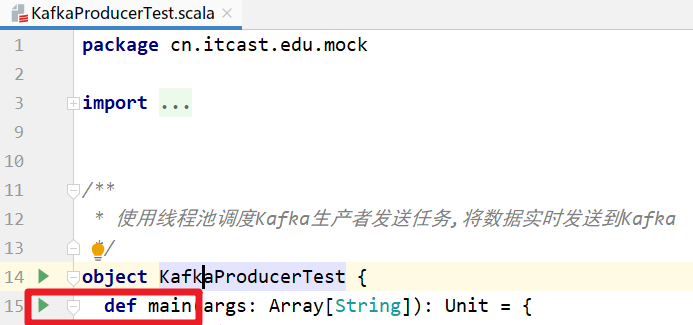 KafkaProducerTest.scala ×
1 package cn.itcast.edu.mock
2
3 import ...
9
10
11 /**
12 * 使用线程池调度Kafka生产者发送任务,将数据实时发送到Kafka
13 */
14 object KafkaProducerTest {
15 def main(args: Array[String]): Unit = {